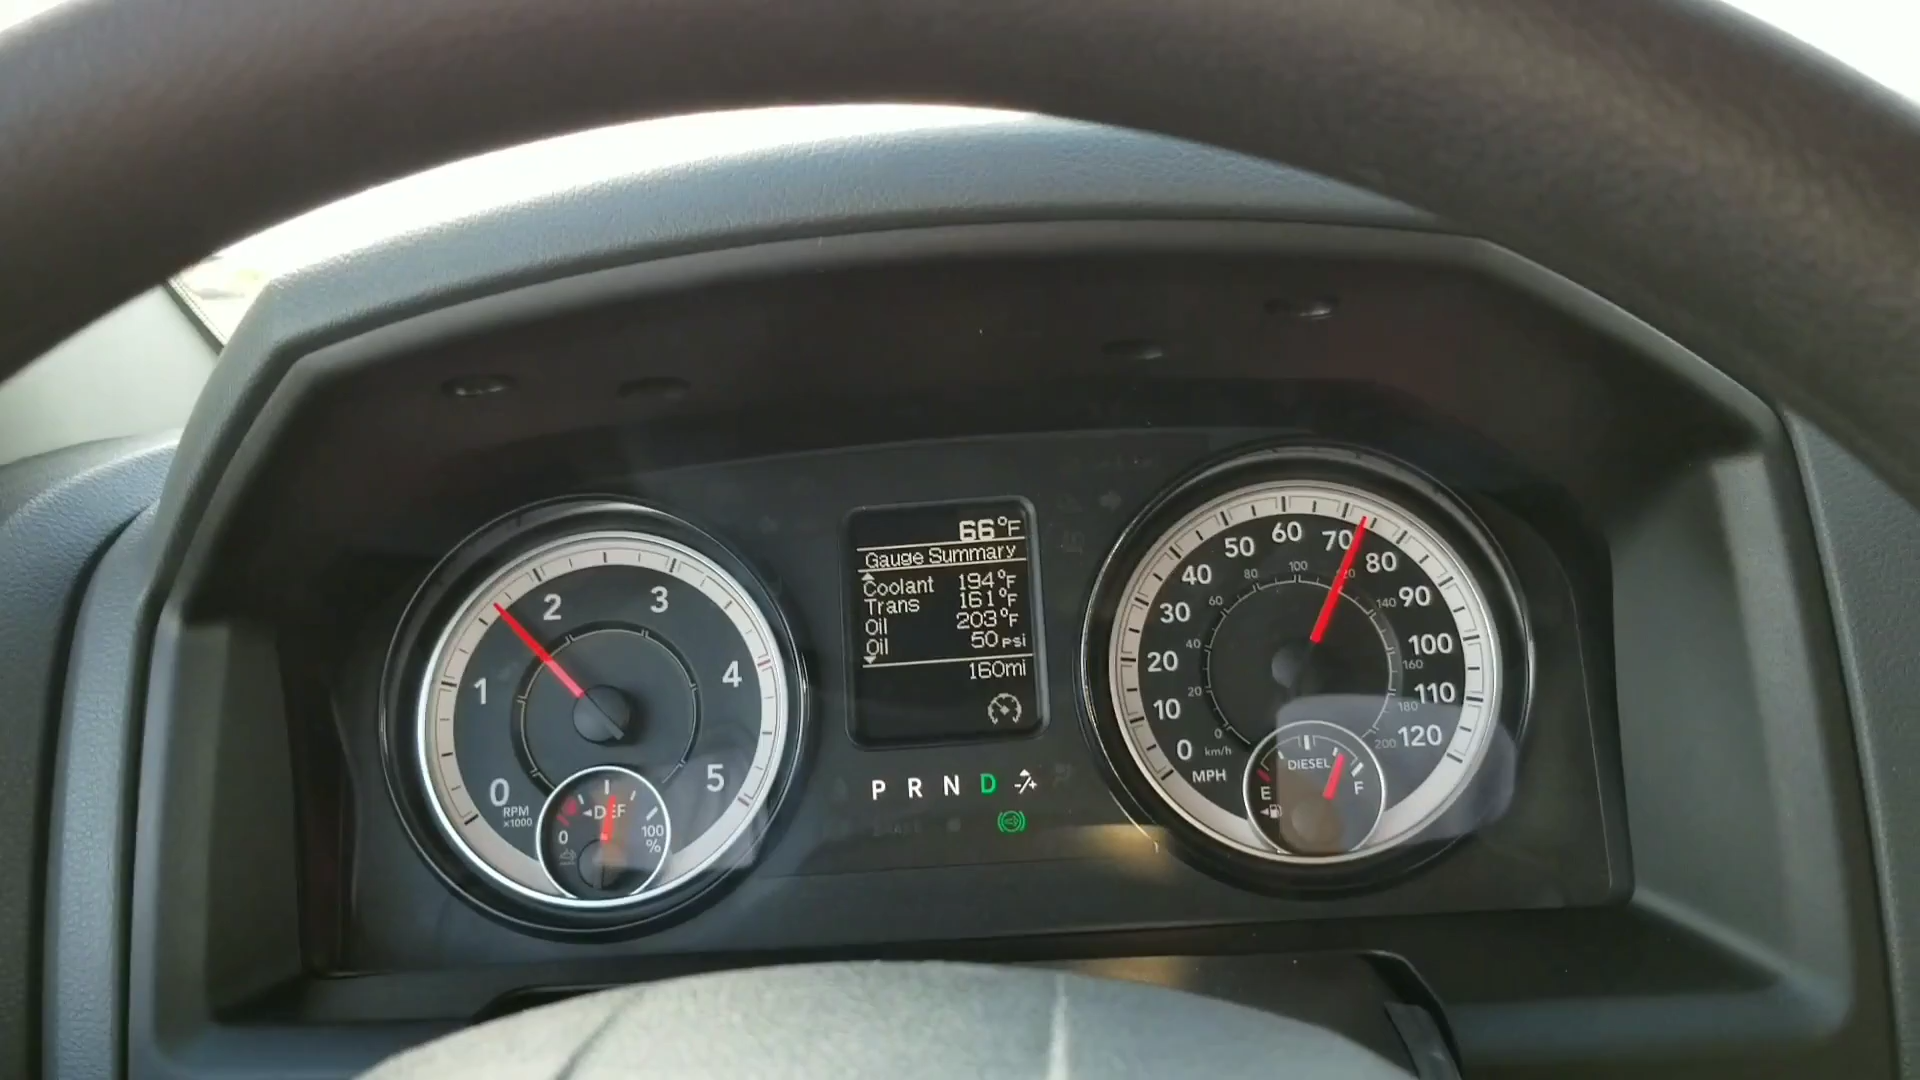 66°F
Gauge Summary
Coolant 194°F
Trans 161°F
Oil 203°F
Oil 50 psi
160mi
P R N D
0 1 2 3 4 5
RPM
x1000
DEF
0 100
%
0 10 20 30 40 50 60 70 80 90 100 110 120
MPH
0 20 40 60 80 100 120 140 160 180 200
km/h
DIESEL
E F